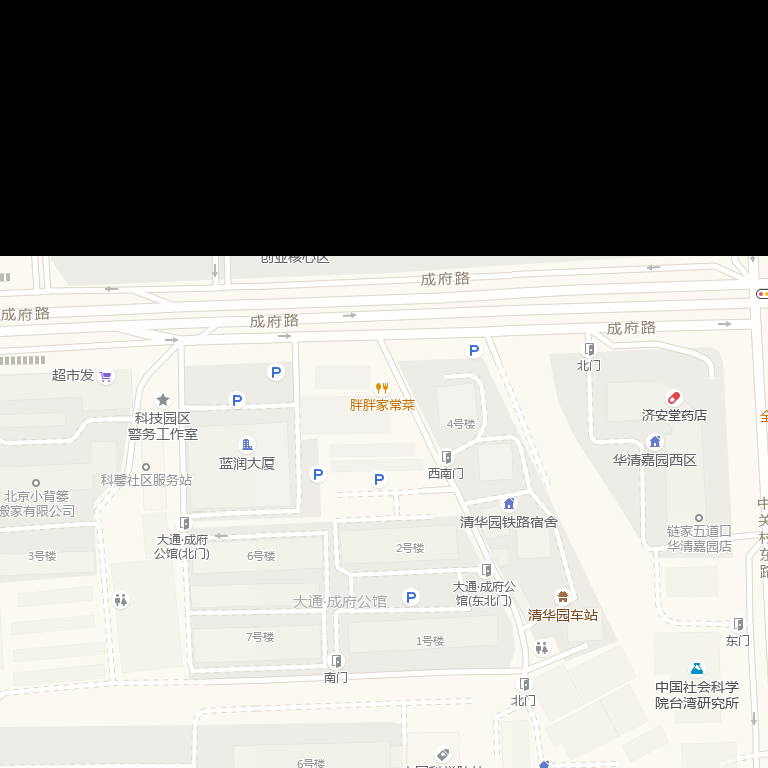 创业核心区
成府路
成府路
成府路
成府路
P
北门
超市发
P
济安堂药店
胖胖家常菜
P
科技园区
警务工作室
4号楼
华清嘉园西区
蓝润大厦
西南门
P
P
科馨社区服务站
北京小背篓
搬家有限公司
清华园铁路宿舍
中关村东路
链家五道口
华清嘉园店
大通·成府
公馆(北门)
3号楼
6号楼
2号楼
大通·成府公
馆(东北门)
大通·成府公馆
P
清华园车站
7号楼
1号楼
东门
南门
中国社会科学
院台湾研究所
北门
6号楼